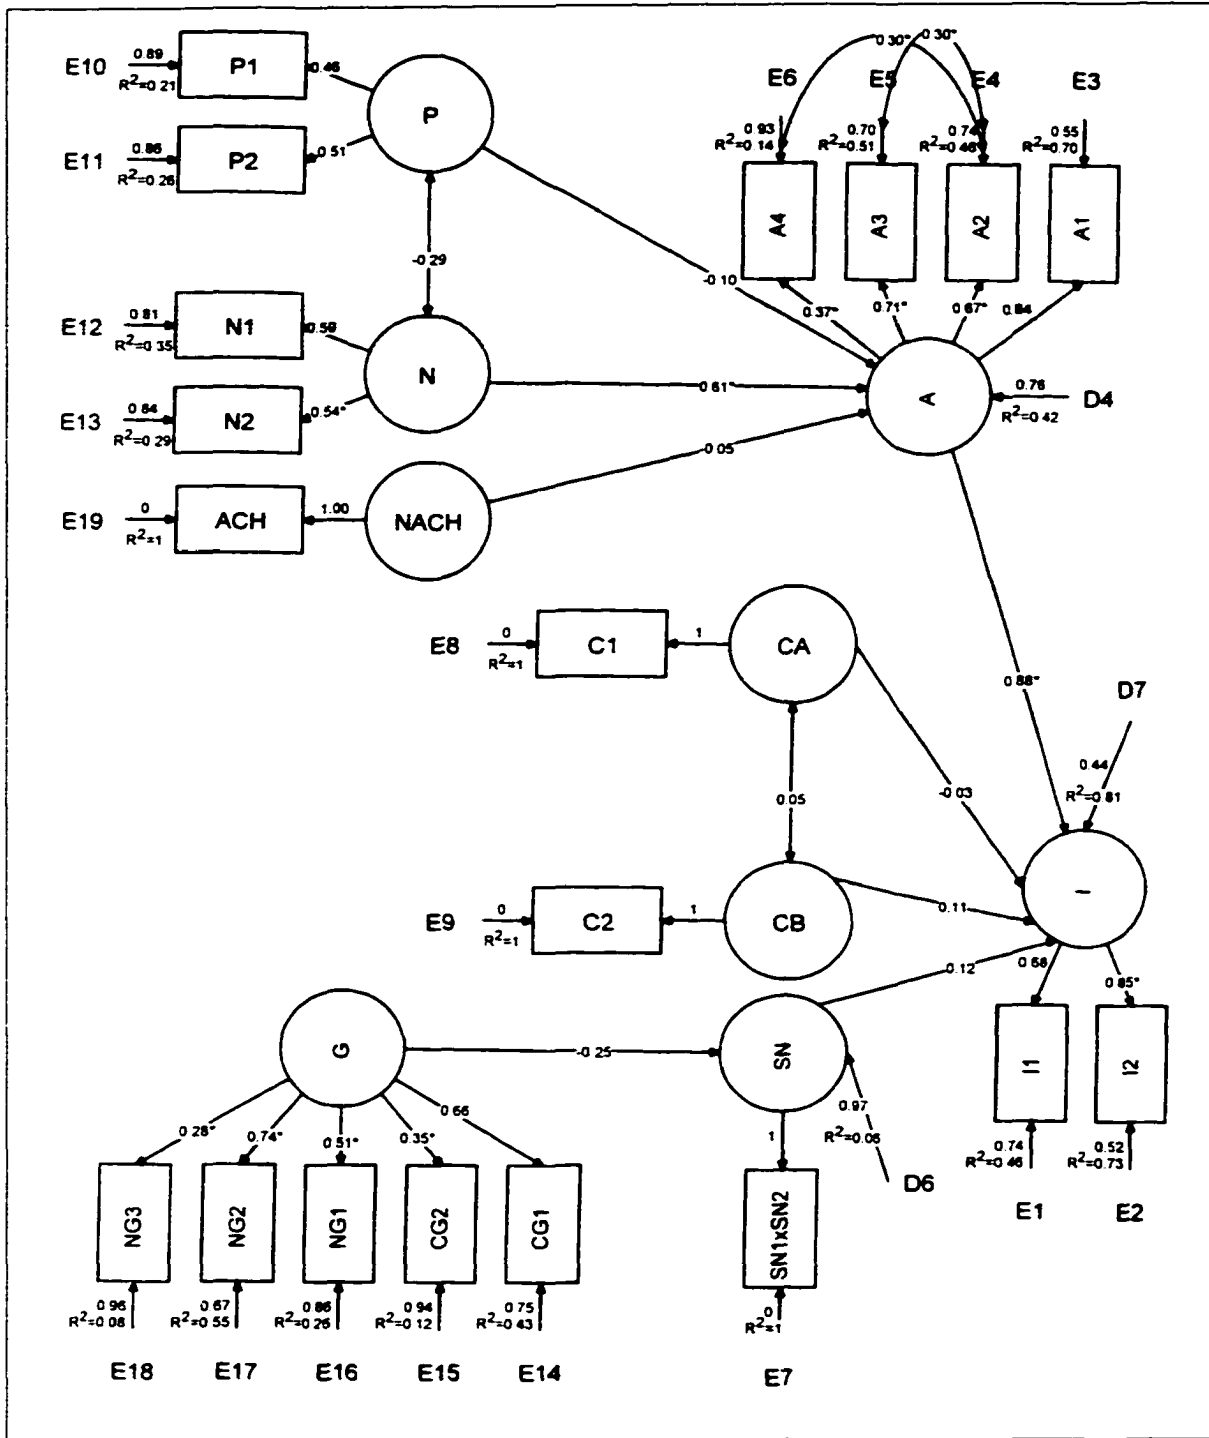 0.89
E10
R²=0.21
P1
0.46
P
0.86
E11
R²=0.26
P2
0.51
-0.29
0.81
E12
R²=0.35
N1
0.59
N
0.84
E13
R²=0.29
N2
0.54*
0
E19
R²=1
ACH
1.00
NACH
0.30* 0.30*
E6 E5 E4 E3
0.93 0.70 0.74 0.55
R²=0.14 R²=0.51 R²=0.46 R²=0.70
A4 A3 A2 A1
0.37* 0.71* 0.67* 0.84
-0.10
0.61*
0.05
A
0.76
D4
R²=0.42
0.88*
0
E8
R²=1
C1
1
CA
0.05
-0.03
D7
0.44
R²=0.81
I
0
E9
R²=1
C2
1
CB
0.11
0.12
0.68 0.85*
I1 I2
0.74 0.52
R²=0.46 R²=0.73
E1 E2
G
-0.25
SN
0.97
R²=0.06
D6
1
SN1xSN2
0
R²=1
E7
0.28* 0.74* 0.51* 0.35* 0.66
NG3 NG2 NG1 CG2 CG1
0.96 0.67 0.86 0.94 0.75
R²=0.08 R²=0.55 R²=0.26 R²=0.12 R²=0.43
E18 E17 E16 E15 E14